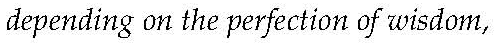 depending on the perfection of wisdom,